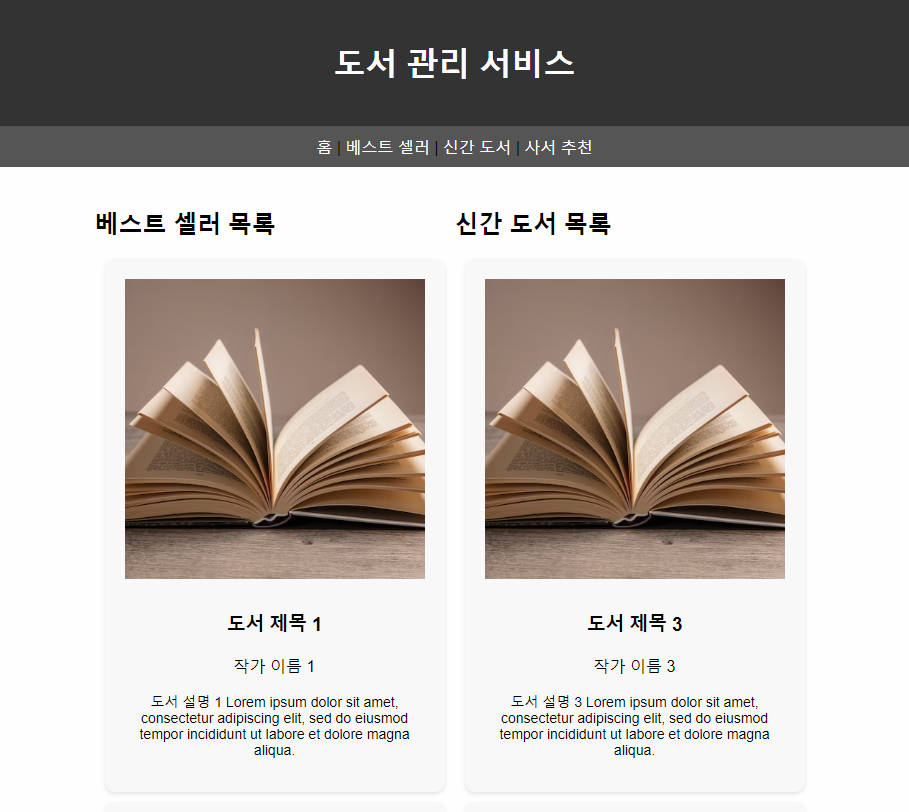 도서 관리 서비스
홈 | 베스트 셀러 | 신간 도서 | 사서 추천
베스트 셀러 목록
도서 제목 1
작가 이름 1
도서 설명 1 Lorem ipsum dolor sit amet,
consectetur adipiscing elit, sed do eiusmod
tempor incididunt ut labore et dolore magna
aliqua.
신간 도서 목록
도서 제목 3
작가 이름 3
도서 설명 3 Lorem ipsum dolor sit amet,
consectetur adipiscing elit, sed do eiusmod
tempor incididunt ut labore et dolore magna
aliqua.